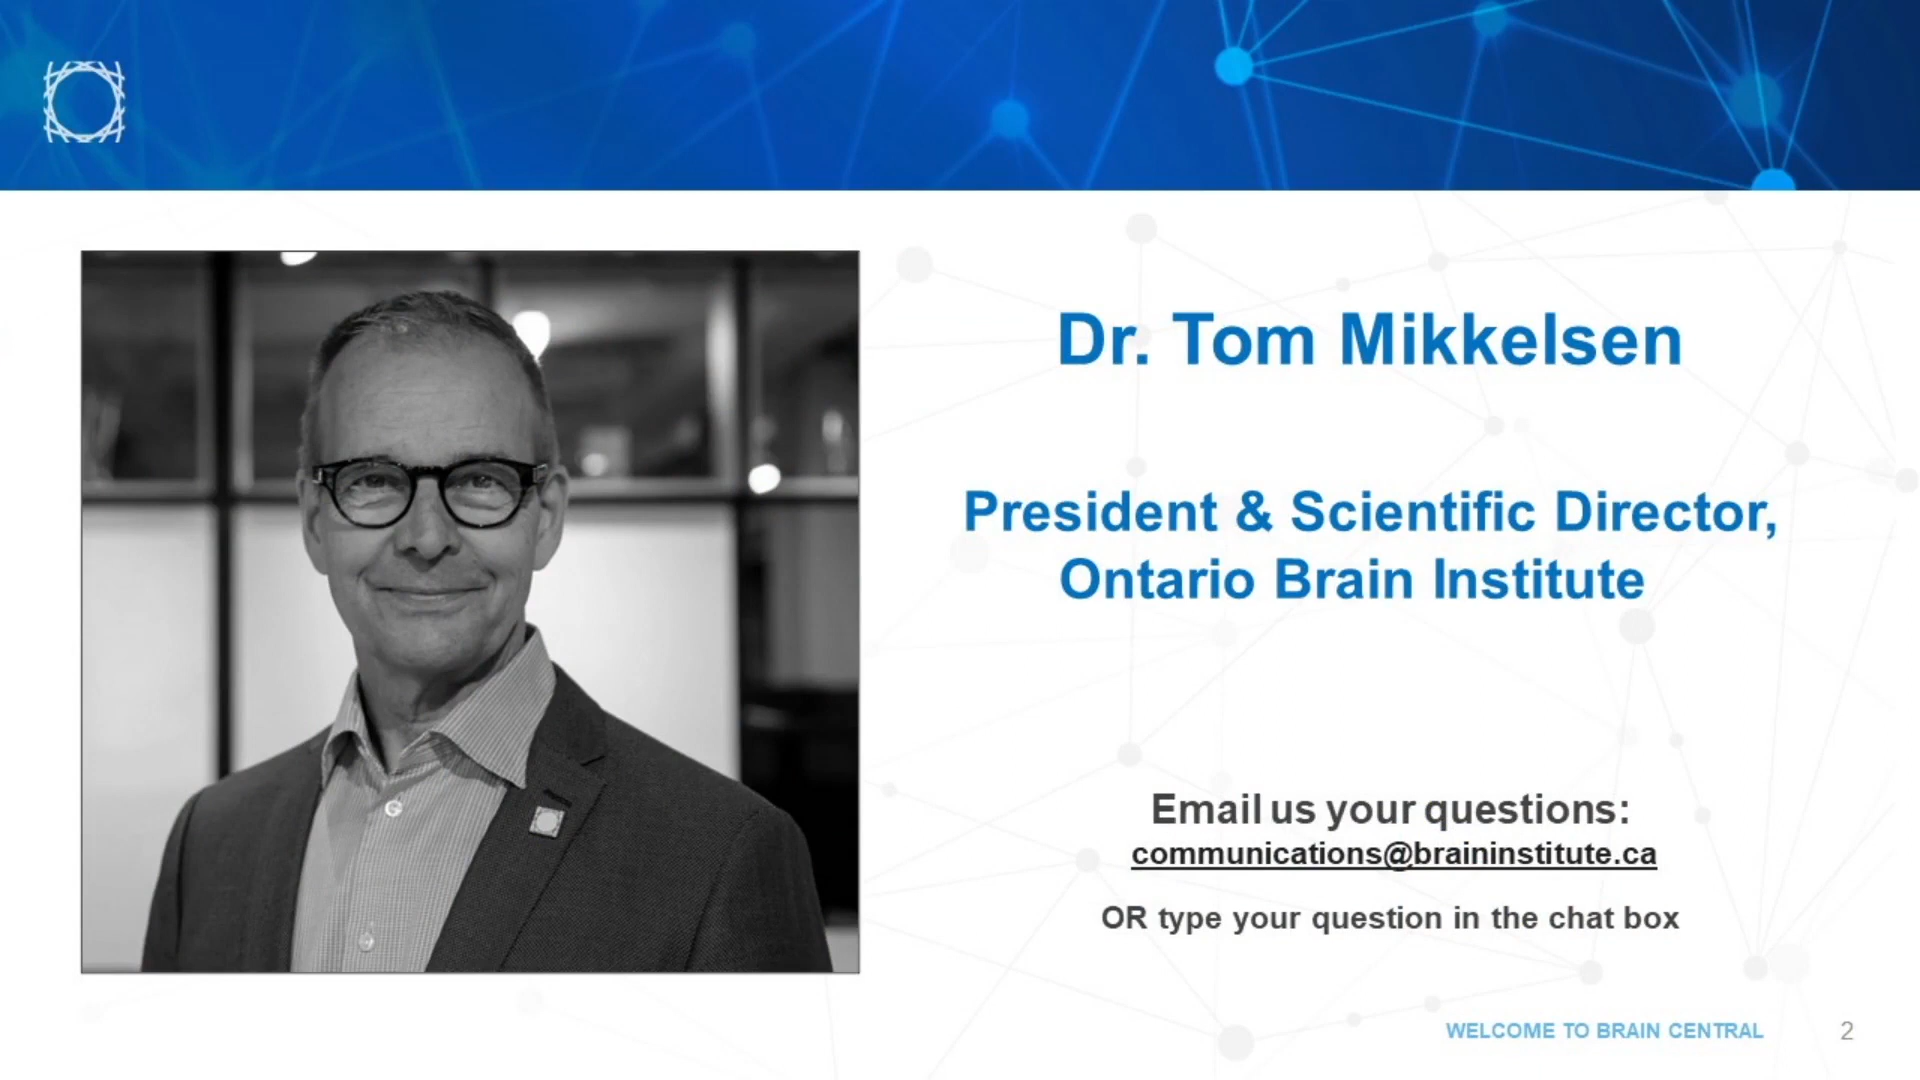 Dr. Tom Mikkelsen
President & Scientific Director,
Ontario Brain Institute
Email us your questions:
communications@braininstitute.ca
OR type your question in the chat box
WELCOME TO BRAIN CENTRAL
2